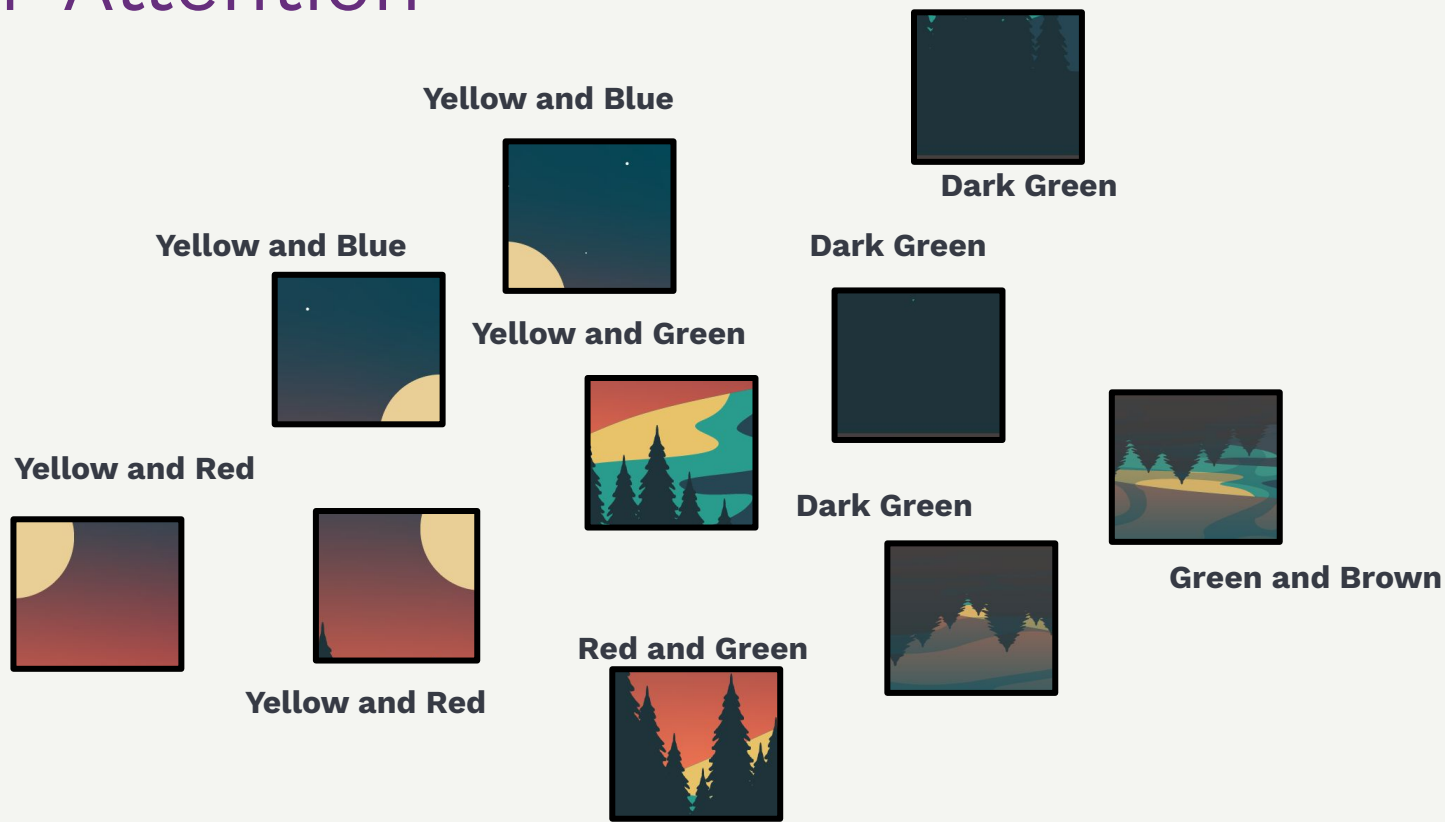 Attention
Yellow and Blue
Dark Green
Yellow and Blue
Dark Green
Yellow and Green
Yellow and Red
Dark Green
Green and Brown
Red and Green
Yellow and Red